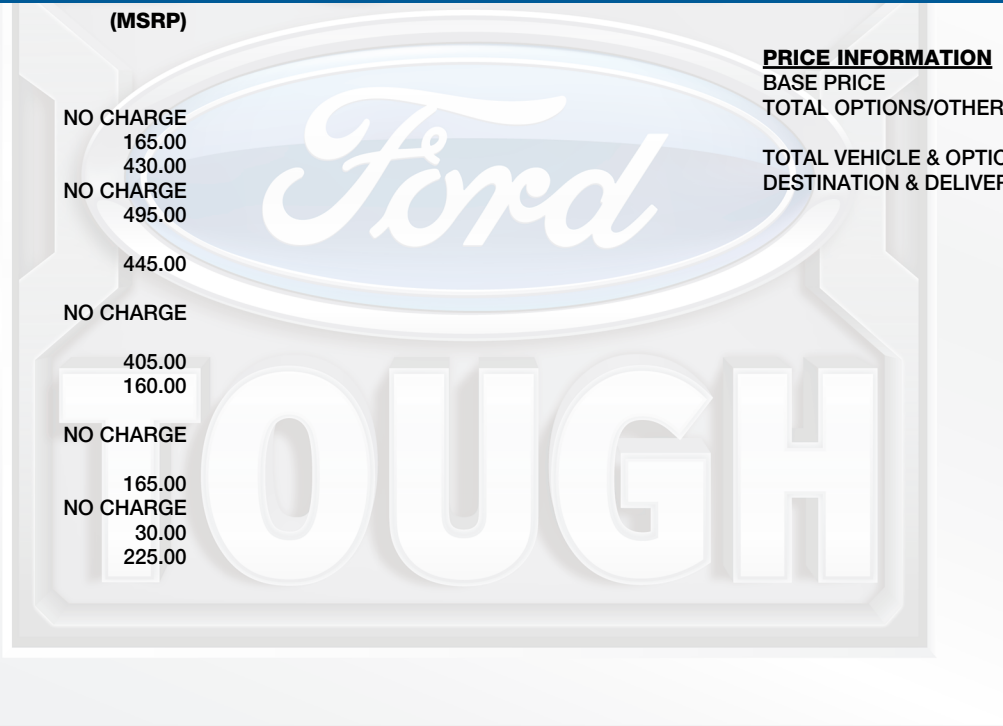 (MSRP)
NO CHARGE
165.00
430.00
NO CHARGE
495.00
445.00
NO CHARGE
405.00
160.00
NO CHARGE
165.00
NO CHARGE
30.00
225.00
PRICE INFORMATION
BASE PRICE
TOTAL OPTIONS/OTHER
TOTAL VEHICLE & OPTIO
DESTINATION & DELIVER
Ford
TOUGH